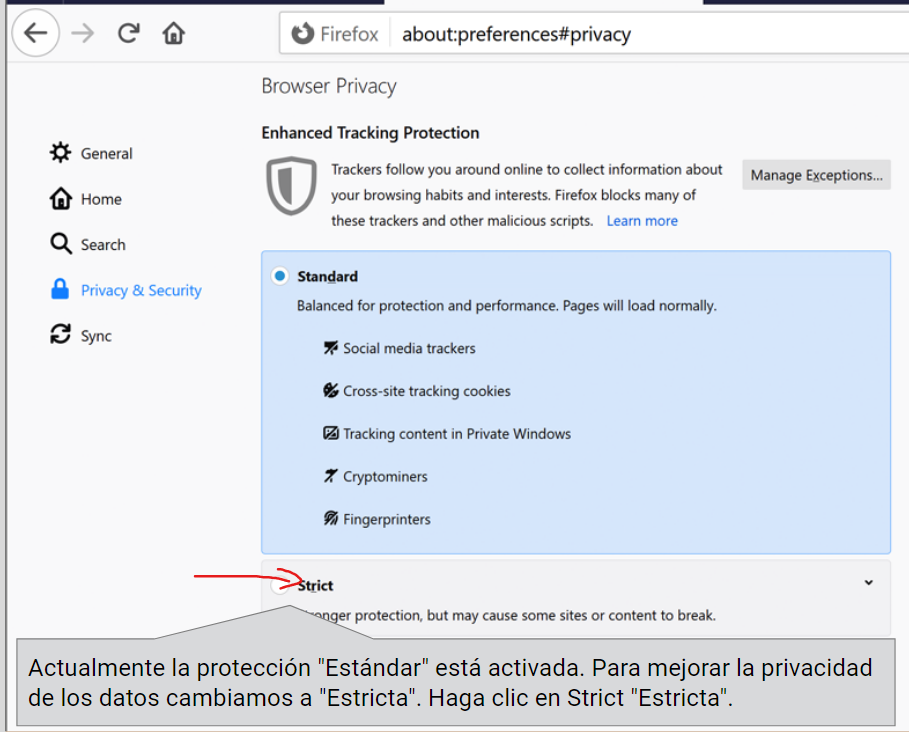 Firefox about:preferences#privacy
Browser Privacy
General
Home
Search
Privacy & Security
Sync
Enhanced Tracking Protection
Trackers follow you around online to collect information about
your browsing habits and interests. Firefox blocks many of
these trackers and other malicious scripts. Learn more
Manage Exceptions...
Standard
Balanced for protection and performance. Pages will load normally.
Social media trackers
Cross-site tracking cookies
Tracking content in Private Windows
Cryptominers
Fingerprinters
Strict
protection, but may cause some sites or content to break.
Actualmente la protección "Estándar" está activada. Para mejorar la privacidad
de los datos cambiamos a "Estricta". Haga clic en Strict "Estricta".